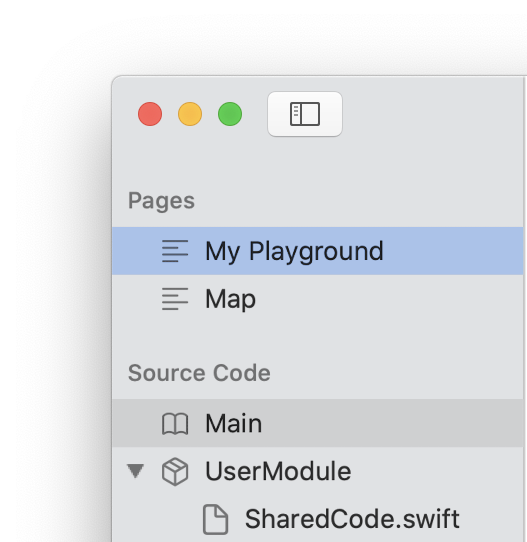 Pages
My Playground
Map
Source Code
Main
UserModule
SharedCode.swift